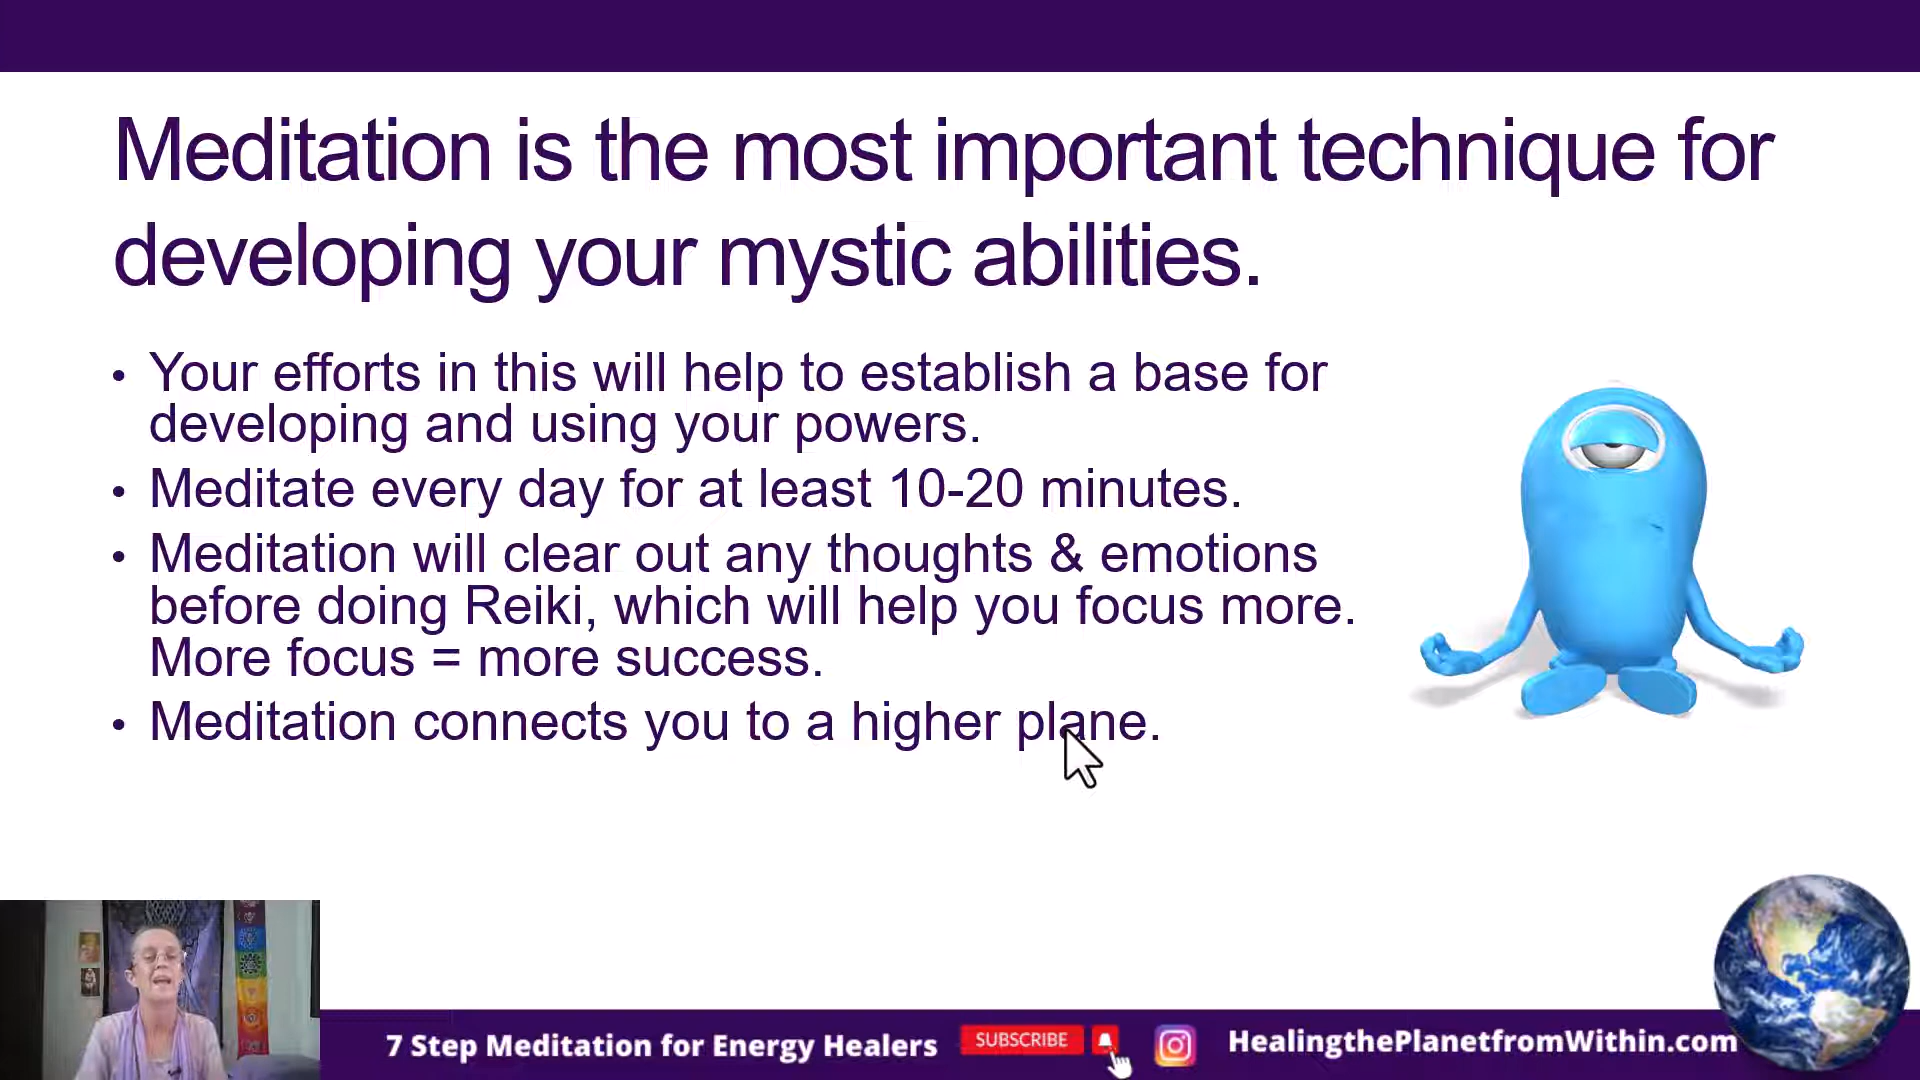 Meditation is the most important technique for
developing your mystic abilities.
• Your efforts in this will help to establish a base for
developing and using your powers.
• Meditate every day for at least 10-20 minutes.
• Meditation will clear out any thoughts & emotions
before doing Reiki, which will help you focus more.
More focus = more success.
• Meditation connects you to a higher plane.
7 Step Meditation for Energy Healers
SUBSCRIBE
HealingthePlanetfromWithin.com